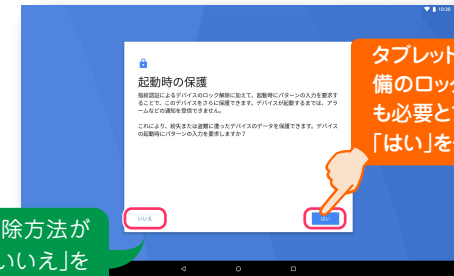 10:30
起動時の保護
指紋認証によるデバイスのロック解除に加えて、起動時にパターンの入力を要求す
ることで、このデバイスをさらに保護できます。デバイスが起動するまでは、アラ
ームなどの通知を受信できません。
これにより、紛失または盗難に遭ったデバイスのデータを保護できます。デバイス
の起動時にパターンの入力を要求しますか？
いいえ
はい
タブレット
備のロック
も必要と
「はい」を
除方法が
いいえ」を